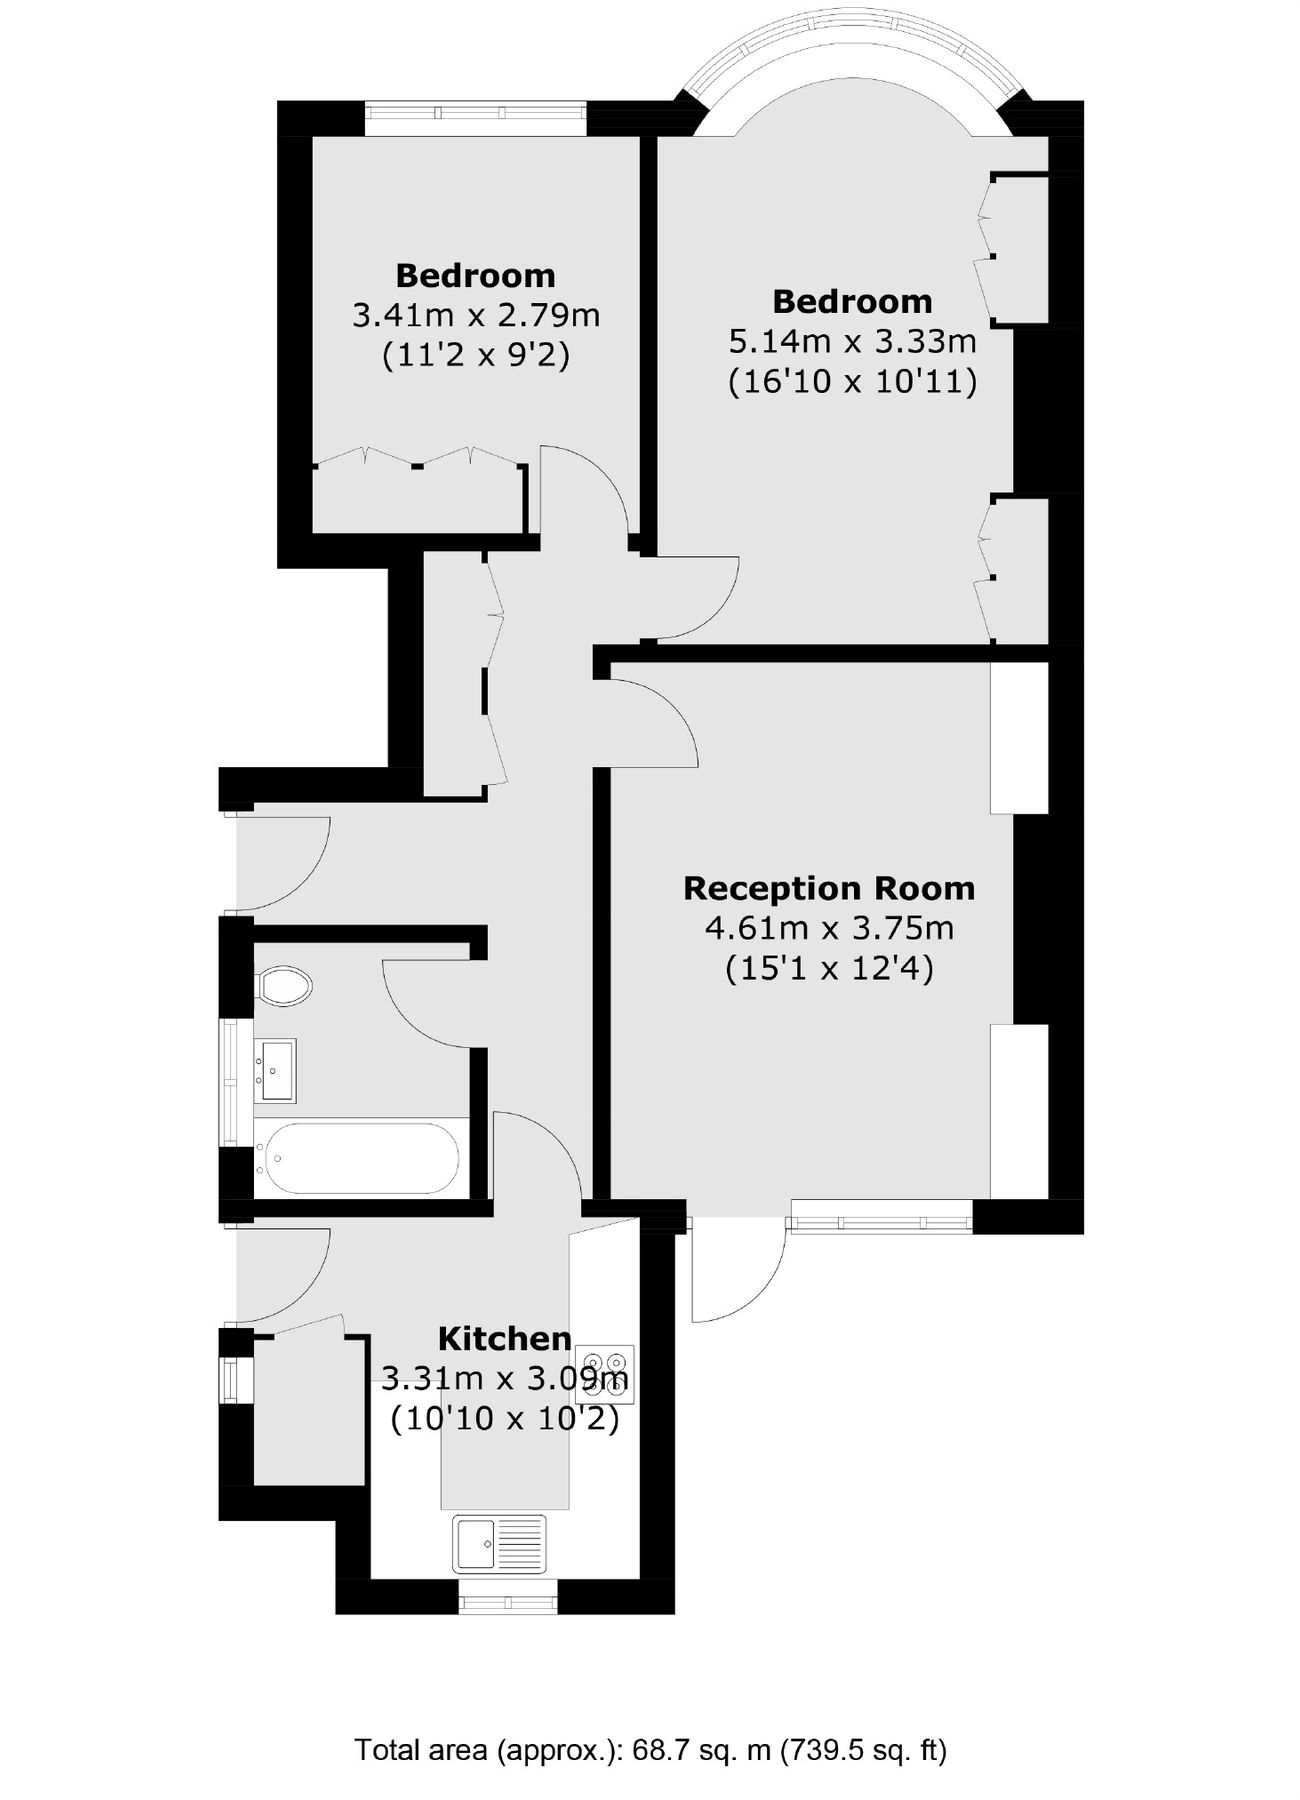 Bedroom
3.41m x 2.79m
(11'2 x 9'2)
Bedroom
5.14m x 3.33m
(16'10 x 10'11)
Reception Room
4.61m x 3.75m
(15'1 x 12'4)
Kitchen
3.31m x 3.09m
(10'10 x 10'2)
Total area (approx.): 68.7 sq. m (739.5 sq. ft)